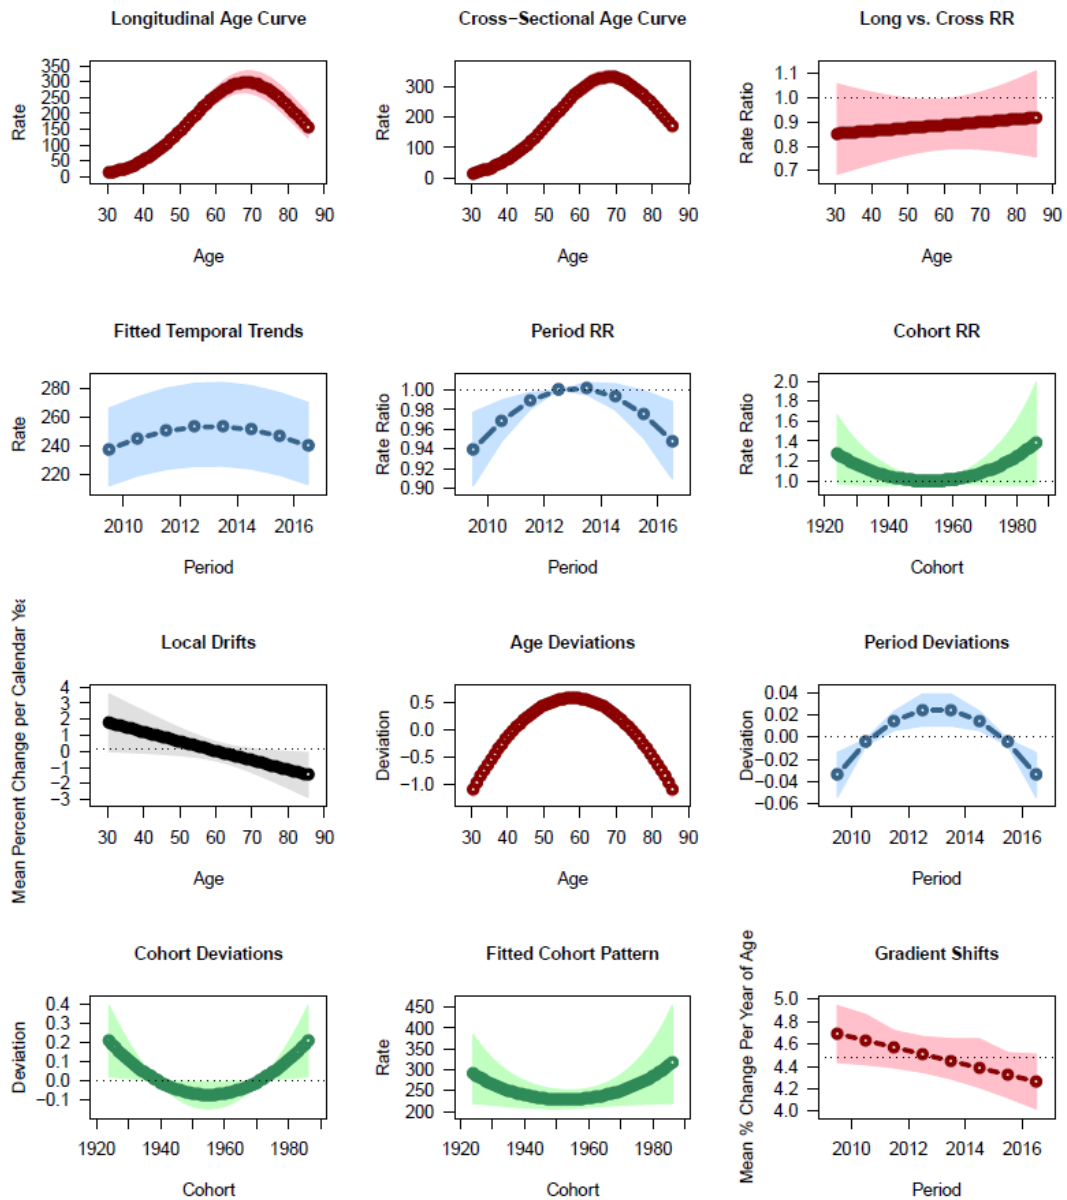 Longitudinal Age Curve
Rate
350
300
250
200
150
100
50
0
30 40 50 60 70 80 90
Age
Cross−Sectional Age Curve
Rate
300
200
100
0
30 40 50 60 70 80 90
Age
Long vs. Cross RR
Rate Ratio
1.1
1.0
0.9
0.8
0.7
30 40 50 60 70 80 90
Age
Fitted Temporal Trends
Rate
280
260
240
220
2010 2012 2014 2016
Period
Period RR
Rate Ratio
1.00
0.98
0.96
0.94
0.92
0.90
2010 2012 2014 2016
Period
Cohort RR
Rate Ratio
2.0
1.8
1.6
1.4
1.2
1.0
1920 1940 1960 1980
Cohort
Local Drifts
Mean Percent Change per Calendar Yea
4
3
2
1
0
−1
−2
−3
30 40 50 60 70 80 90
Age
Age Deviations
Deviation
0.5
0.0
−0.5
−1.0
30 40 50 60 70 80 90
Age
Period Deviations
Deviation
0.04
0.02
0.00
−0.02
−0.04
−0.06
2010 2012 2014 2016
Period
Cohort Deviations
Deviation
0.4
0.3
0.2
0.1
0.0
−0.1
1920 1940 1960 1980
Cohort
Fitted Cohort Pattern
Rate
450
400
350
300
250
200
1920 1940 1960 1980
Cohort
Gradient Shifts
Mean % Change Per Year of Age
5.0
4.8
4.6
4.4
4.2
4.0
2010 2012 2014 2016
Period